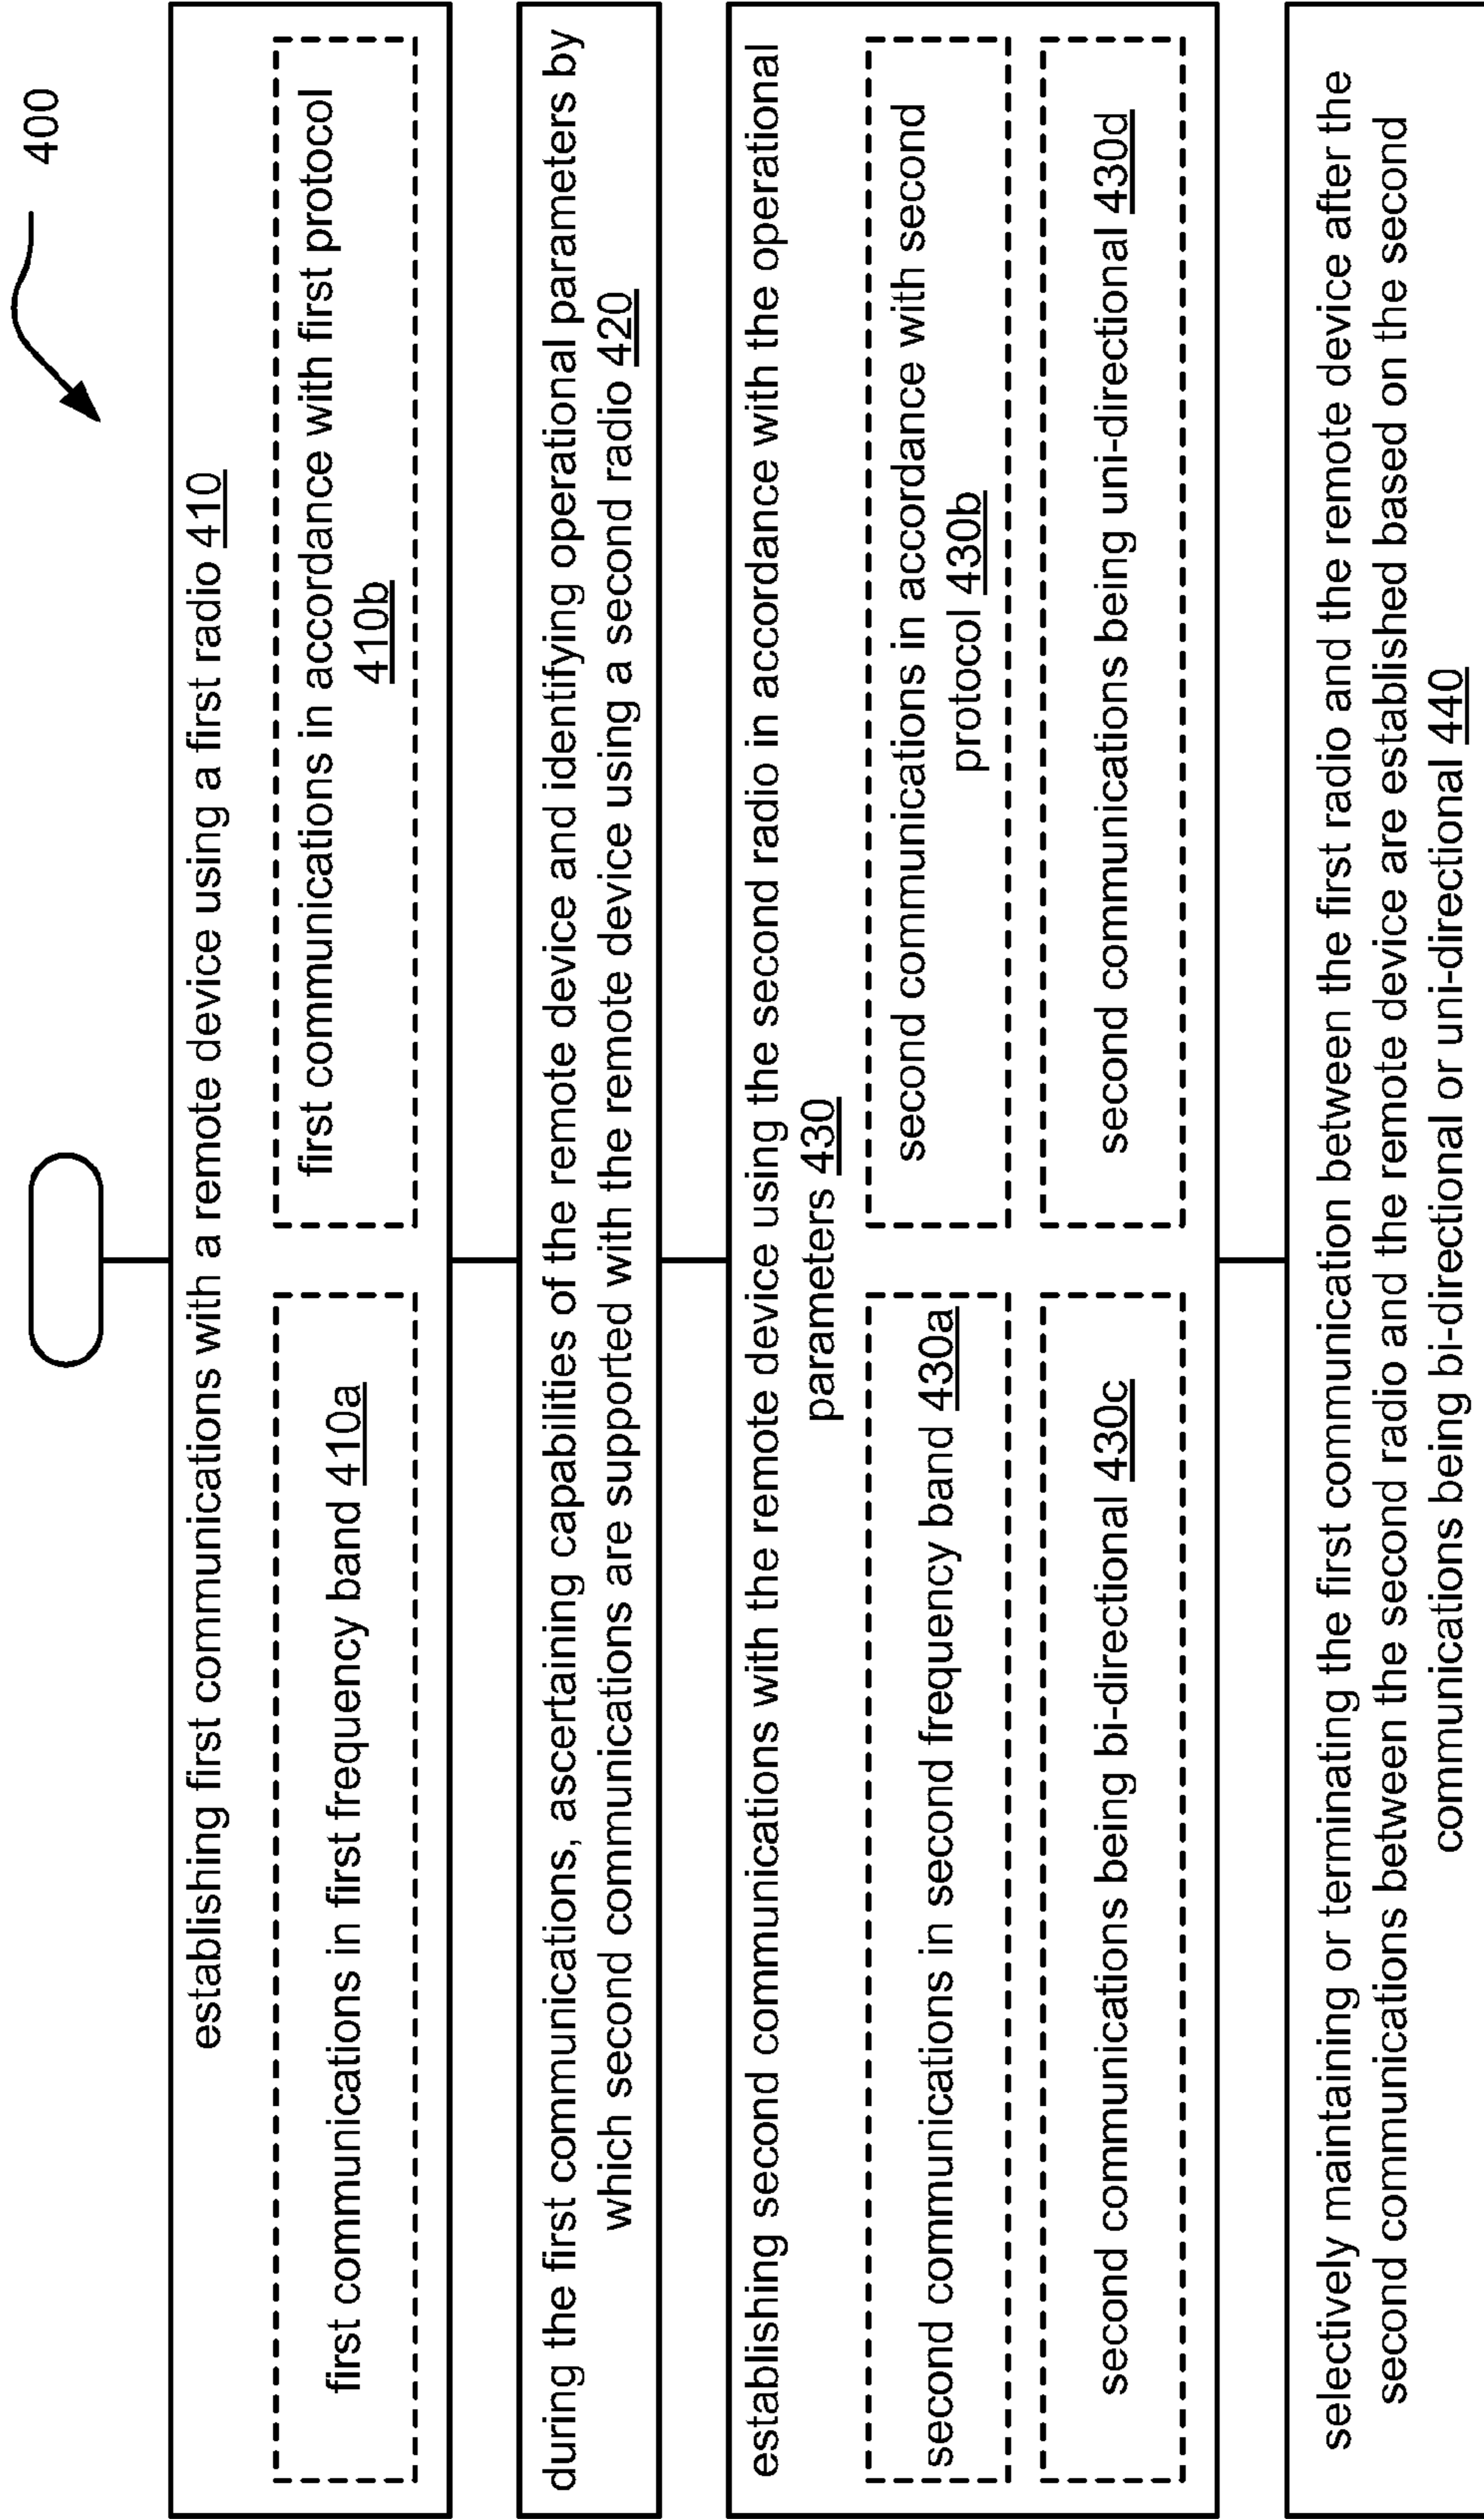 400
establishing first communications with a remote device using a first radio 410
first communications in first frequency band 410a
first communications in accordance with first protocol
410b
during the first communications, ascertaining capabilities of the remote device and identifying operational parameters by
which second communications are supported with the remote device using a second radio 420
establishing second communications with the remote device using the second radio in accordance with the operational
parameters 430
second communications in second frequency band 430a
second communications in accordance with second
protocol 430b
second communications being bi-directional 430c
second communications being uni-directional 430d
selectively maintaining or terminating the first communication between the first radio and the remote device after the
second communications between the second radio and the remote device are established based on the second
communications being bi-directional or uni-directional 440